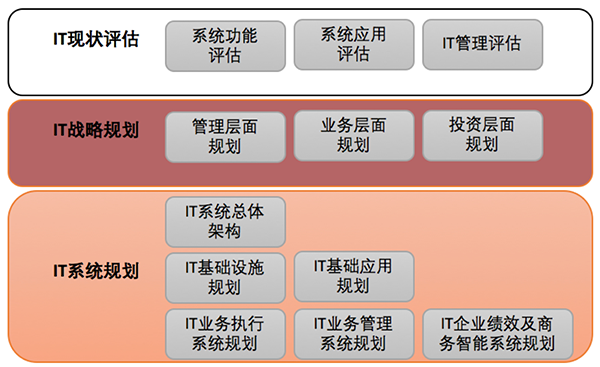 IT现状评估
系统功能
评估
系统应用
评估
IT管理评估
IT战略规划
管理层面
规划
业务层面
规划
投资层面
规划
IT系统规划
IT系统总体
架构
IT基础设施
规划
IT基础应用
规划
IT业务执行
系统规划
IT业务管理
系统规划
IT企业绩效及商
务智能系统规划